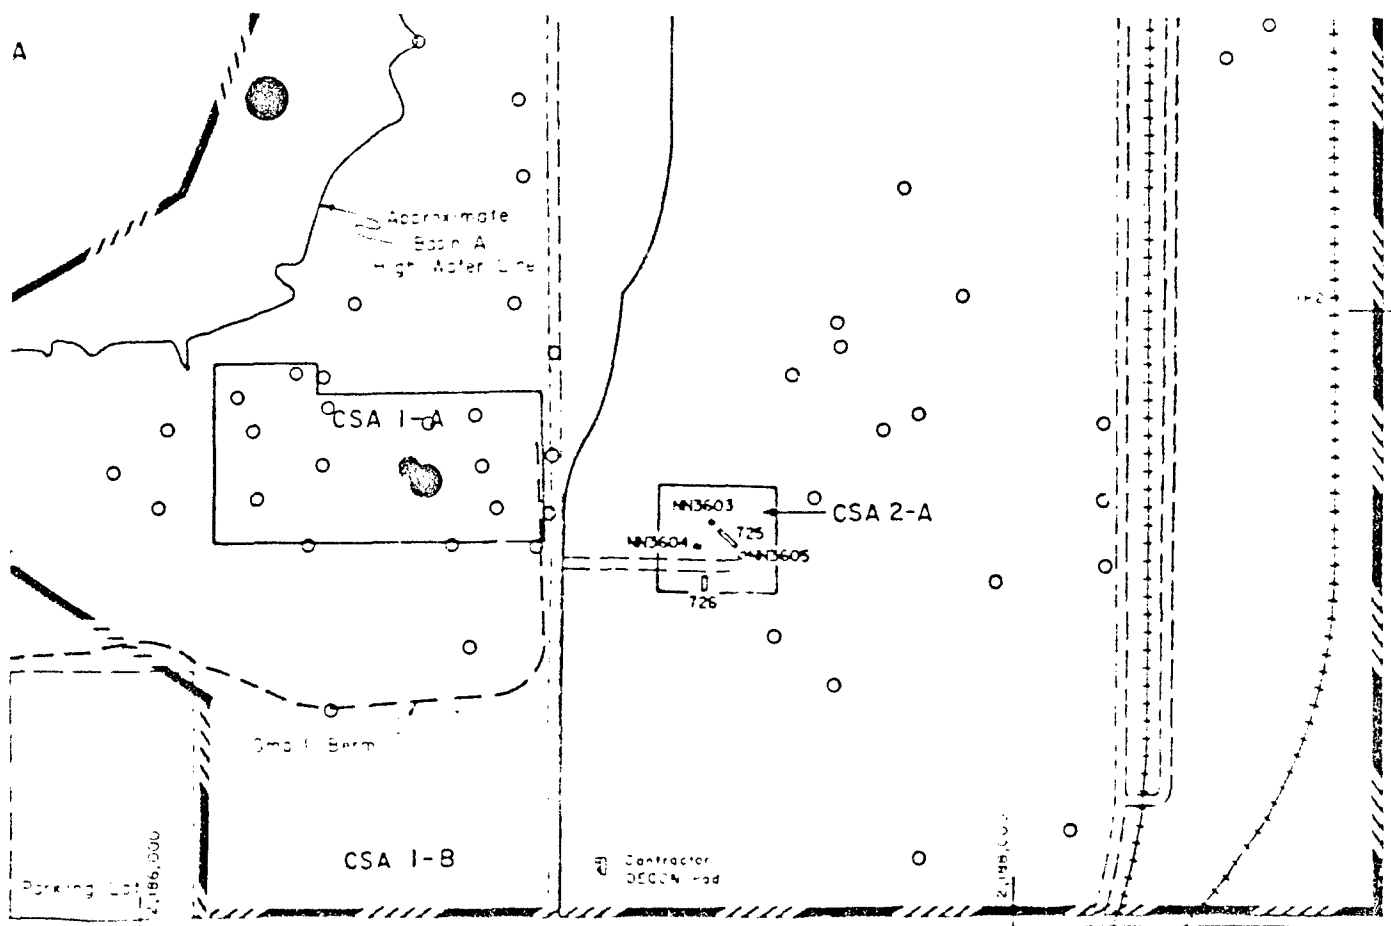 A
Approximate
Basin A
High Water Line
CSA 1-A
NN3603
725
CSA 2-A
NN3604
NN3605
726
Small Berm
CSA 1-B
Contractor
DECON Pad
Parking Lot
2,186,000
2,188,000